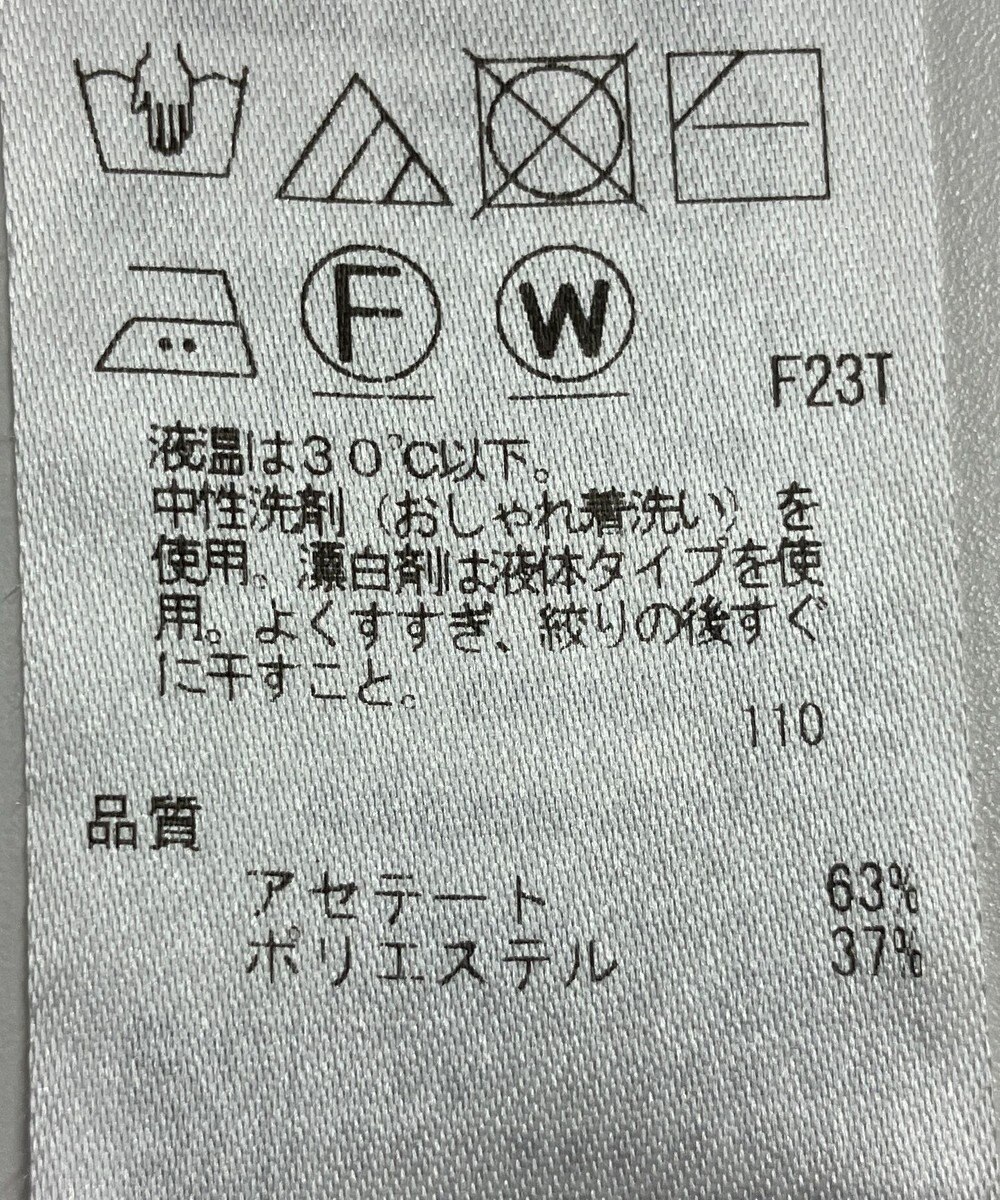 F W
F23T
液温は30℃以下。
中性洗剤（おしゃれ着洗い）を
使用。漂白剤は液体タイプを使
用。よくすすぎ、絞りの後すぐ
に干すこと。
110
品質
アセテート 63%
ポリエステル 37%